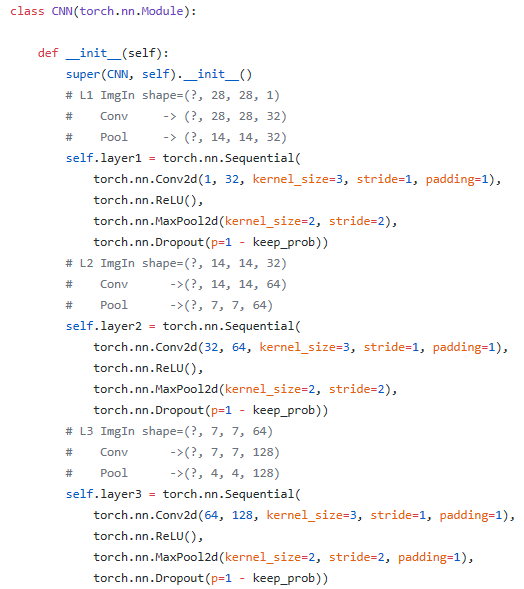 class CNN(torch.nn.Module):

    def __init__(self):
        super(CNN, self).__init__()
        # L1 ImgIn shape=(?, 28, 28, 1)
        #    Conv     -> (?, 28, 28, 32)
        #    Pool     -> (?, 14, 14, 32)
        self.layer1 = torch.nn.Sequential(
            torch.nn.Conv2d(1, 32, kernel_size=3, stride=1, padding=1),
            torch.nn.ReLU(),
            torch.nn.MaxPool2d(kernel_size=2, stride=2),
            torch.nn.Dropout(p=1 - keep_prob))
        # L2 ImgIn shape=(?, 14, 14, 32)
        #    Conv      ->(?, 14, 14, 64)
        #    Pool      ->(?, 7, 7, 64)
        self.layer2 = torch.nn.Sequential(
            torch.nn.Conv2d(32, 64, kernel_size=3, stride=1, padding=1),
            torch.nn.ReLU(),
            torch.nn.MaxPool2d(kernel_size=2, stride=2),
            torch.nn.Dropout(p=1 - keep_prob))
        # L3 ImgIn shape=(?, 7, 7, 64)
        #    Conv      ->(?, 7, 7, 128)
        #    Pool      ->(?, 4, 4, 128)
        self.layer3 = torch.nn.Sequential(
            torch.nn.Conv2d(64, 128, kernel_size=3, stride=1, padding=1),
            torch.nn.ReLU(),
            torch.nn.MaxPool2d(kernel_size=2, stride=2, padding=1),
            torch.nn.Dropout(p=1 - keep_prob))